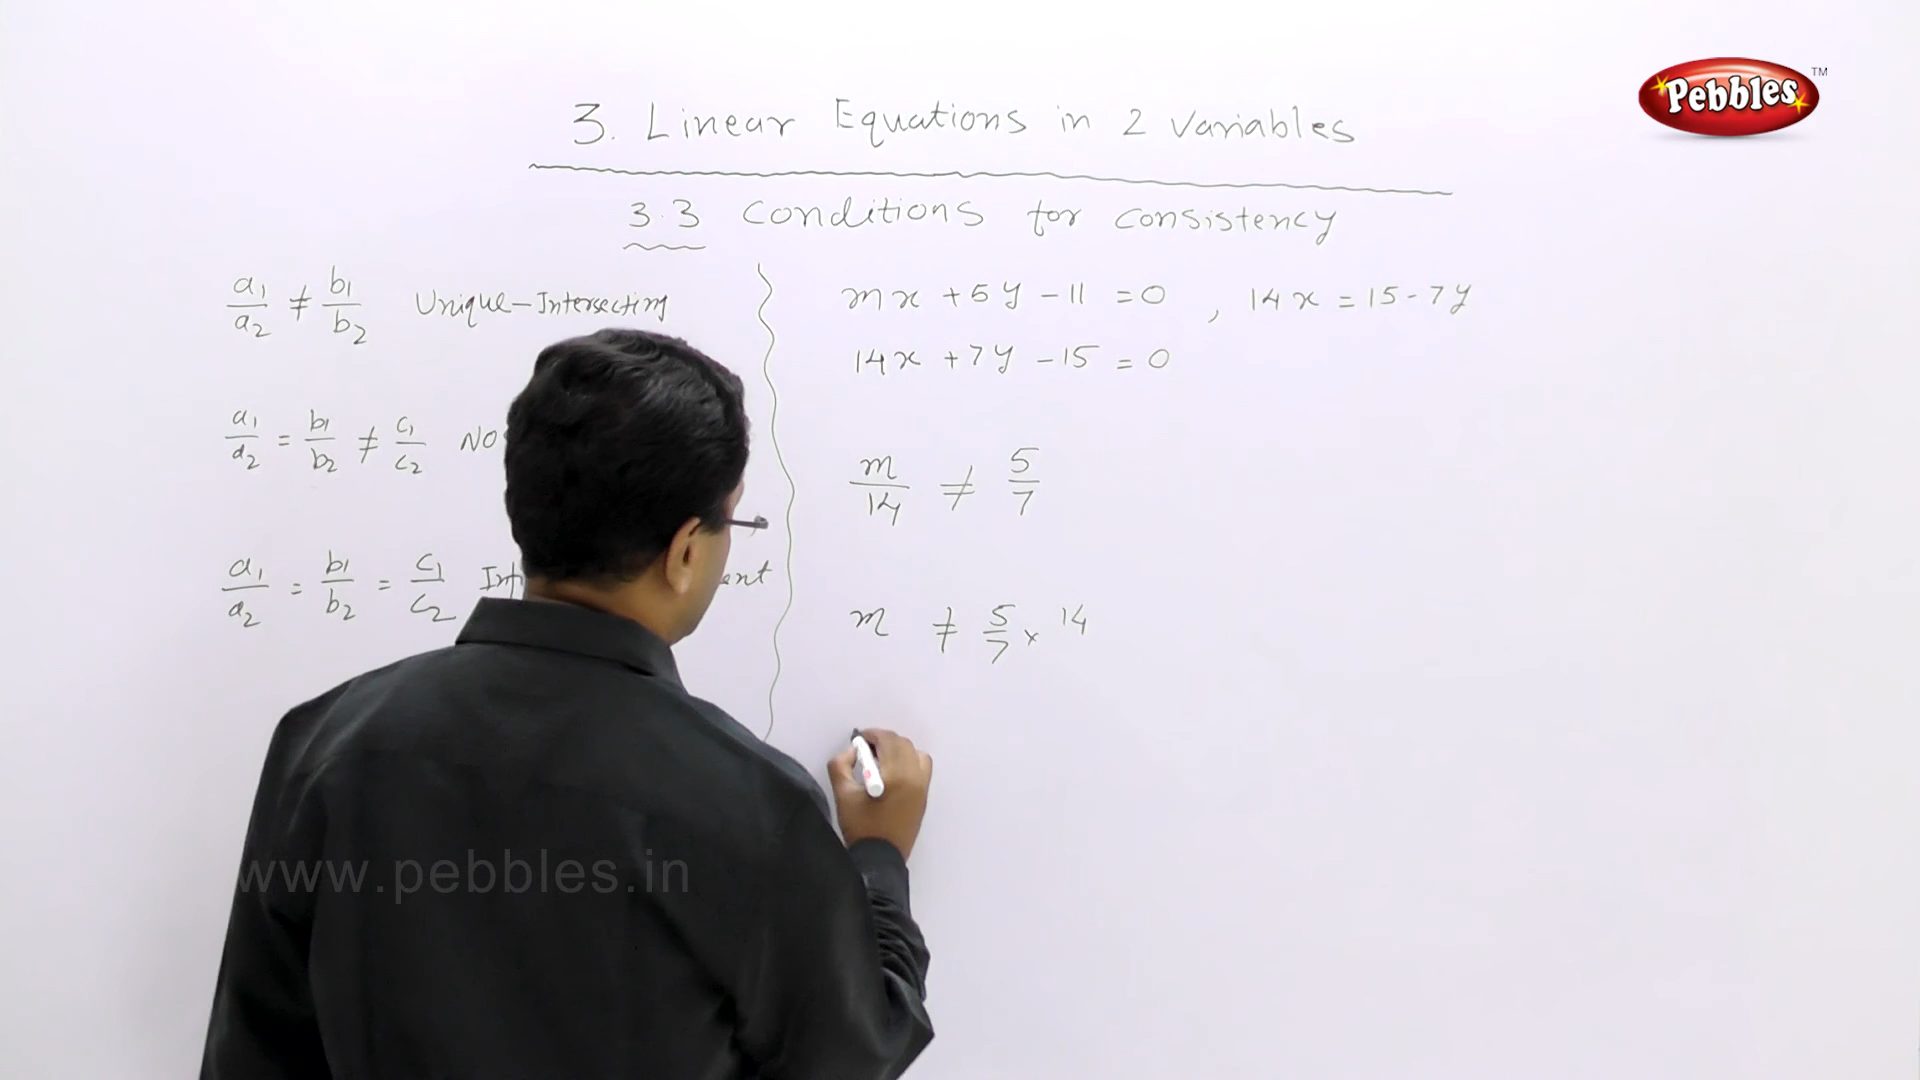 Pebbles TM
3. Linear Equations in 2 Variables
3.3 Conditions for consistency
a1/a2 ≠ b1/b2 Unique-Intersecting
a1/a2 = b1/b2 ≠ c1/c2 NO
a1/a2 = b1/b2 = c1/c2
mx + 5y - 11 = 0 , 14x = 15 - 7y
14x + 7y - 15 = 0
m/14 ≠ 5/7
m ≠ 5/7 x 14
www.pebbles.in